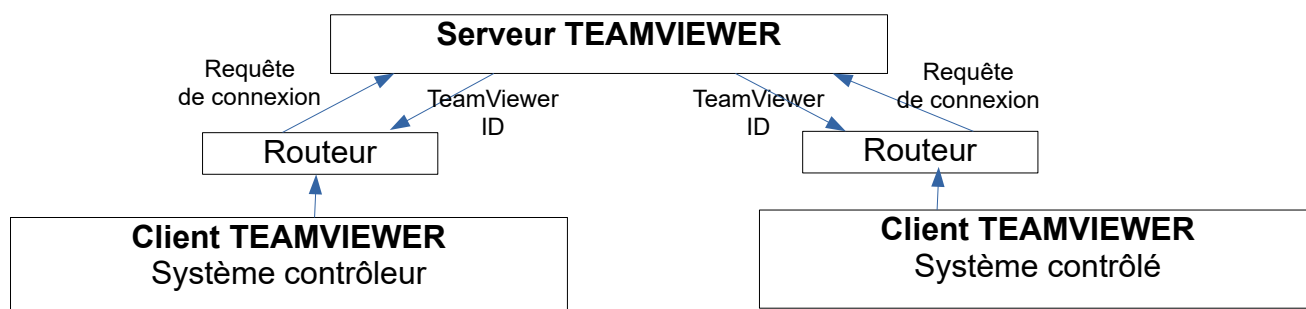 Serveur TEAMVIEWER
Requête
de connexion
TeamViewer
ID
TeamViewer
ID
Requête
de connexion
Routeur
Routeur
Client TEAMVIEWER
Système contrôleur
Client TEAMVIEWER
Système contrôlé